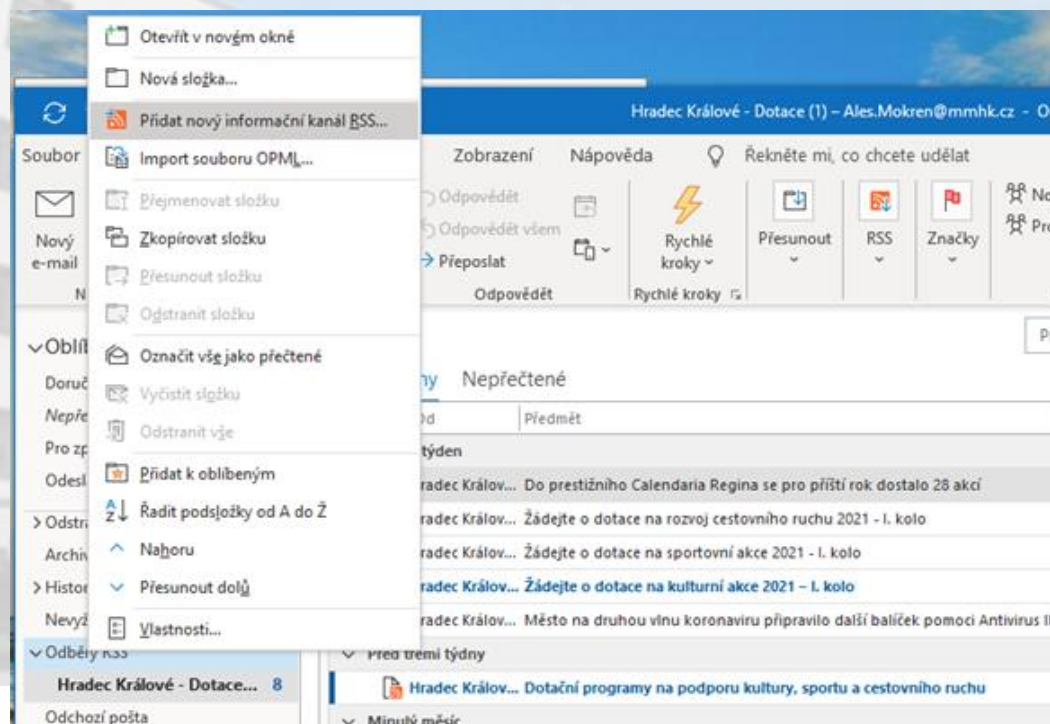 Otevřít v novém okně
Nová složka...
Přidat nový informační kanál RSS...
Import souboru OPML...
Přejmenovat složku
Zkopírovat složku
Přesunout složku
Odstranit složku
Označit vše jako přečtené
Vyčistit složku
Odstranit vše
Přidat k oblíbeným
Řadit podsložky od A do Ž
Nahoru
Přesunout dolů
Vlastnosti...
Hradec Králové - Dotace (1) – Ales.Mokren@mmhk.cz - O
Soubor Zobrazení Nápověda Řekněte mi, co chcete udělat
Nový
e-mail
Odpovědět
Odpovědět všem
Přeposlat
Odpovědět
Rychlé
kroky
Rychlé kroky
Přesunout
RSS
Značky
Nepřečtené
Předmět
týden
radec Králov... Do prestižního Calendaria Regina se pro příští rok dostalo 28 akcí
radec Králov... Žádejte o dotace na rozvoj cestovního ruchu 2021 - I. kolo
radec Králov... Žádejte o dotace na sportovní akce 2021 - I. kolo
radec Králov... Žádejte o dotace na kulturní akce 2021 – I. kolo
radec Králov... Město na druhou vlnu koronaviru připravilo další balíček pomoci Antivirus
Před třemi týdny
Hradec Králov... Dotační programy na podporu kultury, sportu a cestovního ruchu
Minulý měsíc
Oblí
Doruč
Nepře
Pro zp
Odesl
Odstra
Archiv
Histor
Nevyž
Odběry RSS
Hradec Králové - Dotace... 8
Odchozí pošta